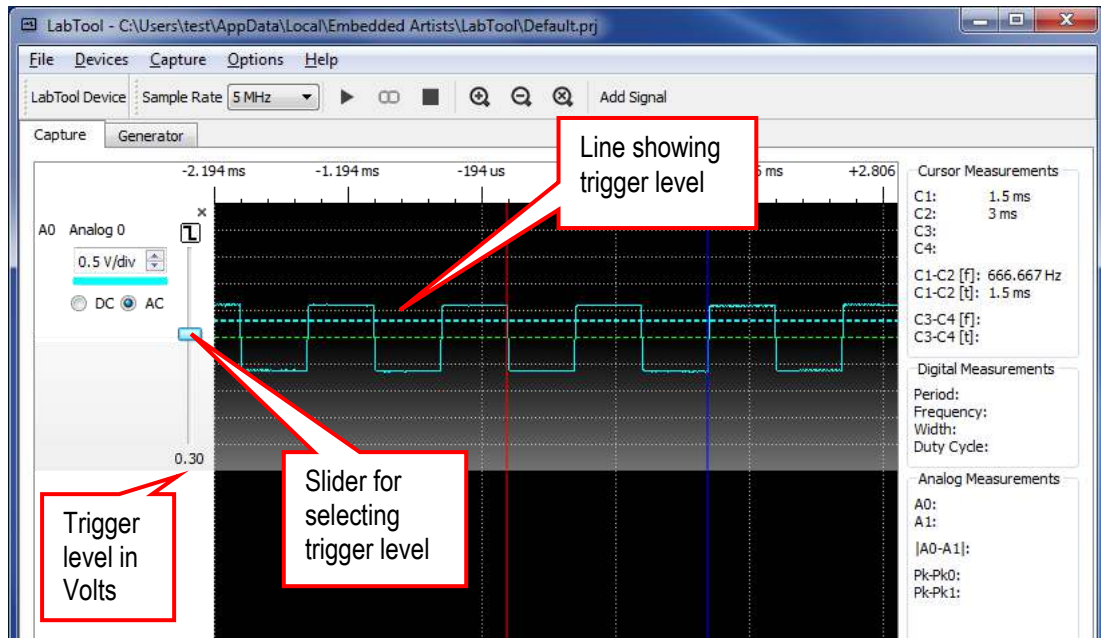 LabTool - C:\Users\test\AppData\Local\Embedded Artists\LabTool\Default.prj
File Devices Capture Options Help
LabTool Device Sample Rate 5 MHz Add Signal
Capture Generator
-2.194 ms -1.194 ms -194 us ms +2.806
Line showing
trigger level
A0 Analog 0
0.5 V/div
DC AC
0.30
Slider for
selecting
trigger level
Trigger
level in
Volts
Cursor Measurements
C1: 1.5 ms
C2: 3 ms
C3:
C4:
C1-C2 [f]: 666.667 Hz
C1-C2 [t]: 1.5 ms
C3-C4 [f]:
C3-C4 [t]:
Digital Measurements
Period:
Frequency:
Width:
Duty Cycle:
Analog Measurements
A0:
A1:
|A0-A1|:
Pk-Pk0:
Pk-Pk1: